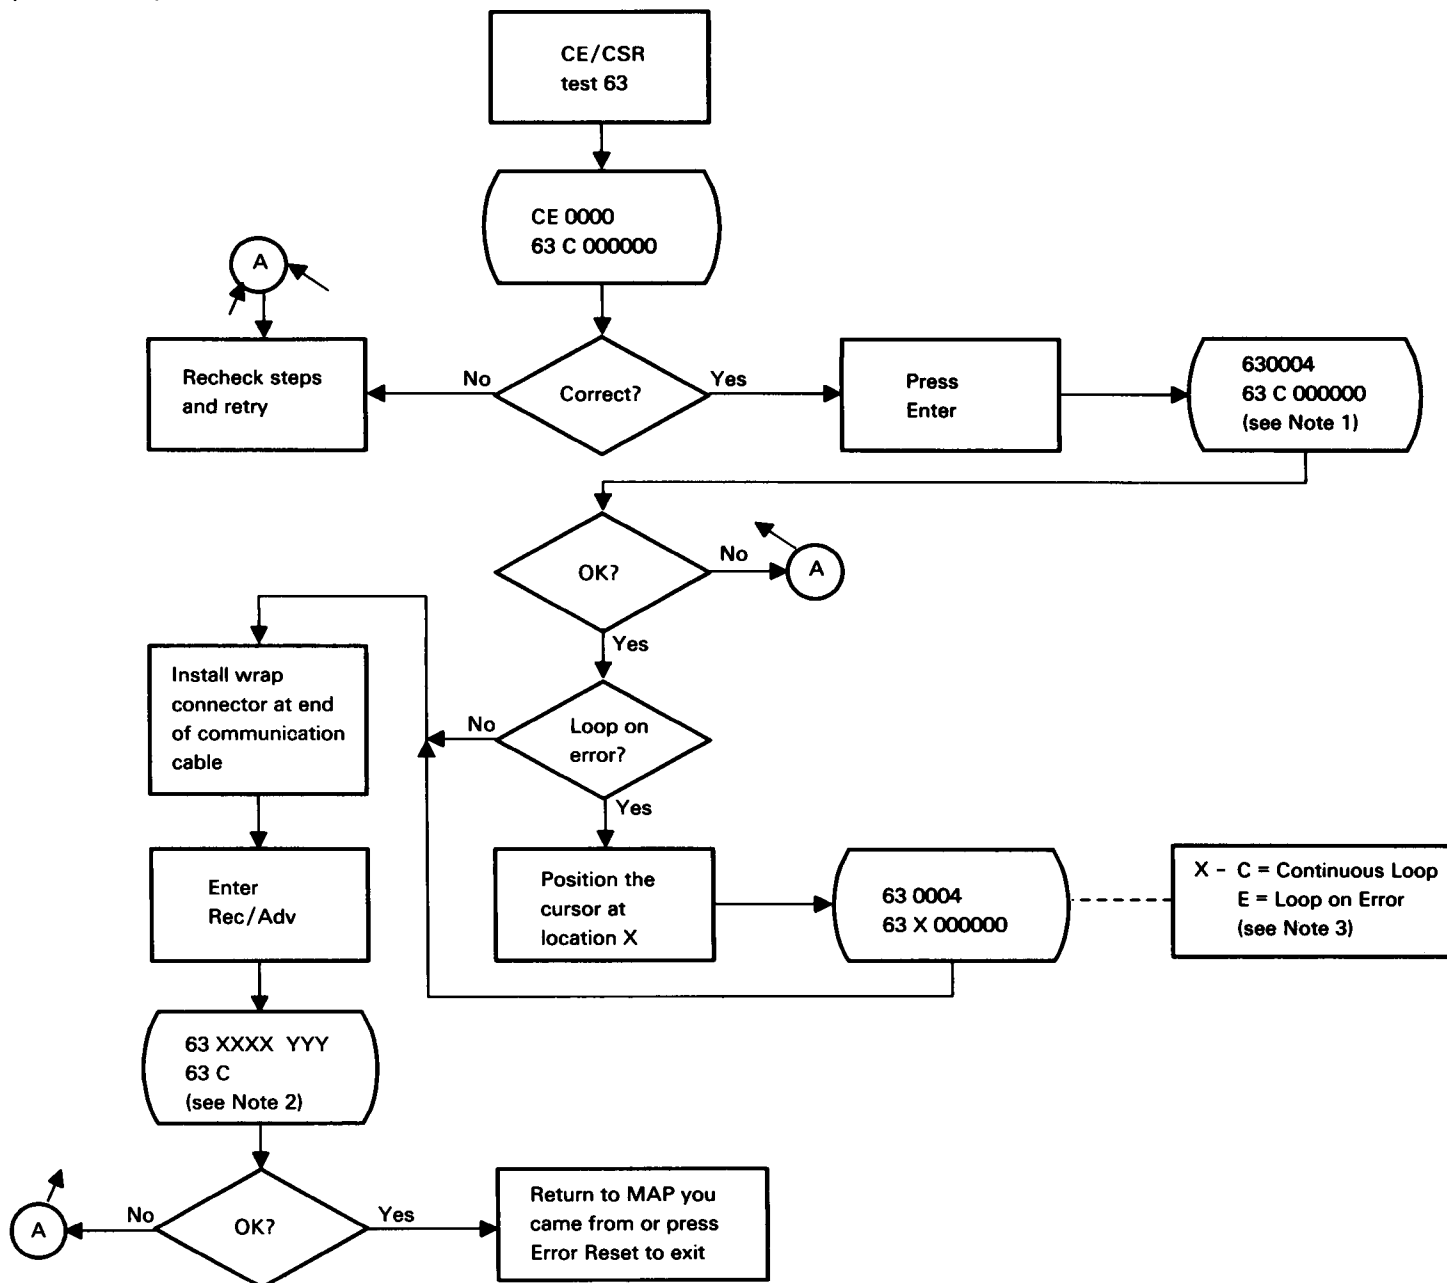 CE/CSR
test 63
CE 0000
63 C 000000
A
Recheck steps
and retry
No
Correct?
Yes
Press
Enter
630004
63 C 000000
(see Note 1)
OK?
No
A
Yes
Install wrap
connector at end
of communication
cable
No
Loop on
error?
Yes
Enter
Rec/Adv
Position the
cursor at
location X
63 0004
63 X 000000
X - C = Continuous Loop
E = Loop on Error
(see Note 3)
63 XXXX YYY
63 C
(see Note 2)
A
No
OK?
Yes
Return to MAP you
came from or press
Error Reset to exit